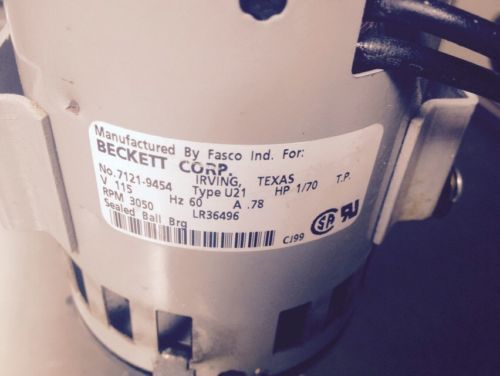 Manufactured By Fasco Ind. For:
BECKETT CORP.
IRVING, TEXAS
No.7121-9454 Type U21 HP 1/70 T.P.
V 115 Hz 60 A .78
RPM 3050 LR36496
Sealed Ball Brg
CJ99